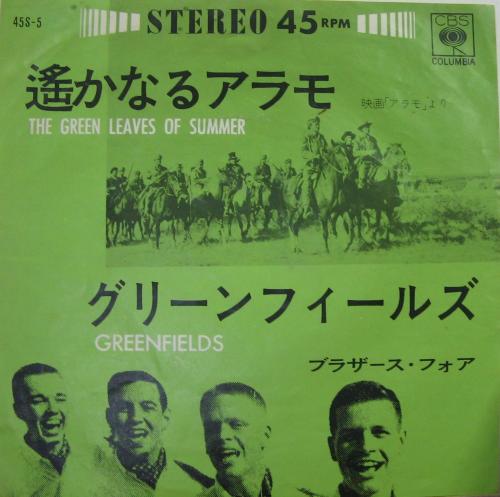 45S-5
STEREO 45 RPM
CBS
COLUMBIA
遙かなるアラモ
映画「アラモ」より
THE GREEN LEAVES OF SUMMER
グリーンフィールズ
GREENFIELDS
ブラザース・フォア